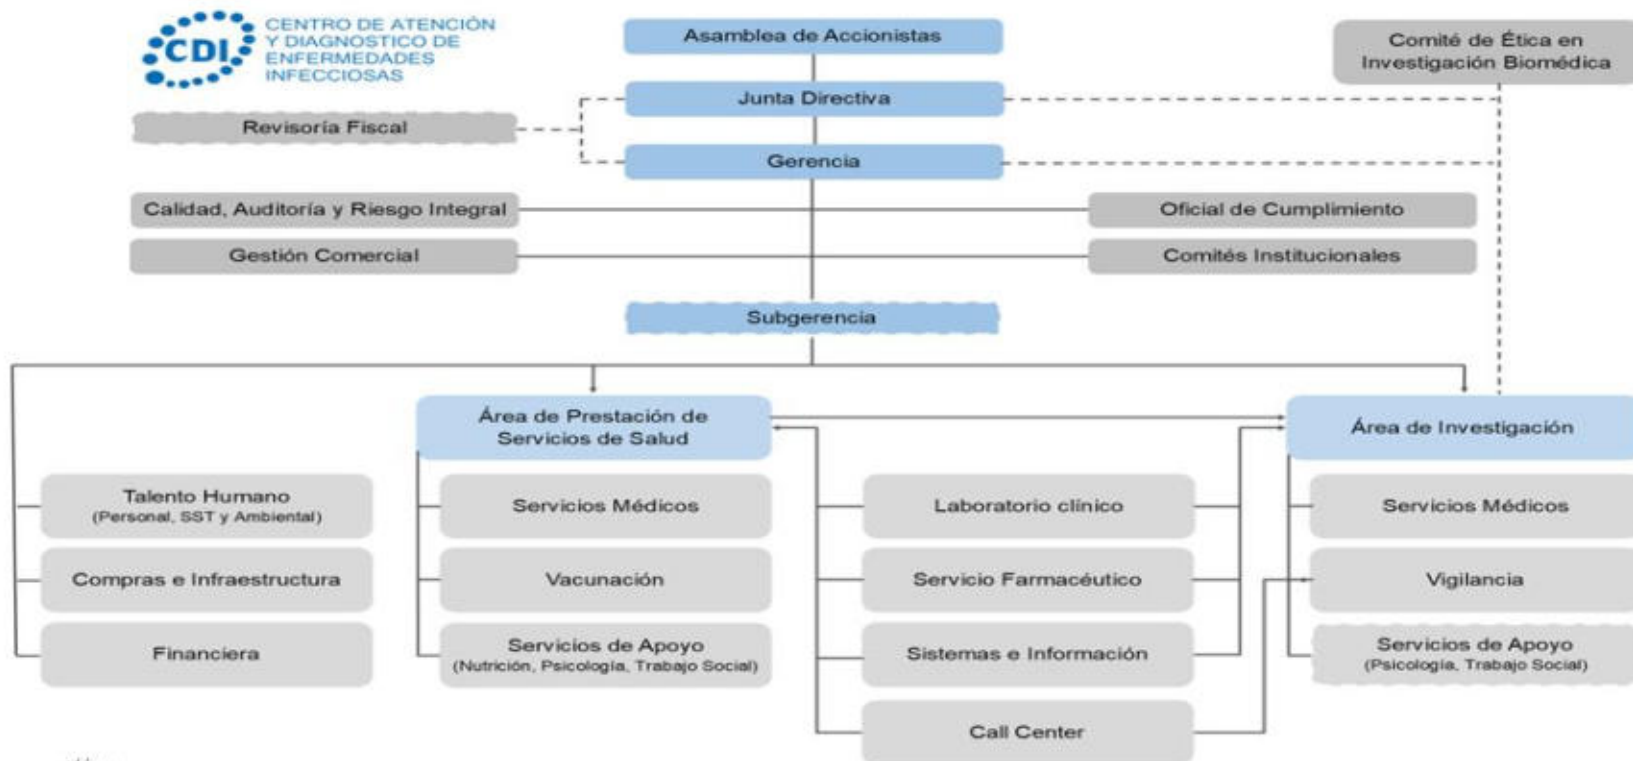 CDI
CENTRO DE ATENCIÓN
Y DIAGNOSTICO DE
ENFERMEDADES
INFECCIOSAS
Asamblea de Accionistas
Comité de Ética en
Investigación Biomédica
Junta Directiva
Revisoría Fiscal
Gerencia
Calidad, Auditoría y Riesgo Integral
Oficial de Cumplimiento
Gestión Comercial
Comités Institucionales
Subgerencia
Área de Prestación de
Servicios de Salud
Área de Investigación
Talento Humano
(Personal, SST y Ambiental)
Servicios Médicos
Laboratorio clínico
Servicios Médicos
Compras e Infraestructura
Vacunación
Servicio Farmacéutico
Vigilancia
Financiera
Servicios de Apoyo
(Nutrición, Psicología, Trabajo Social)
Sistemas e Información
Servicios de Apoyo
(Psicología, Trabajo Social)
Call Center